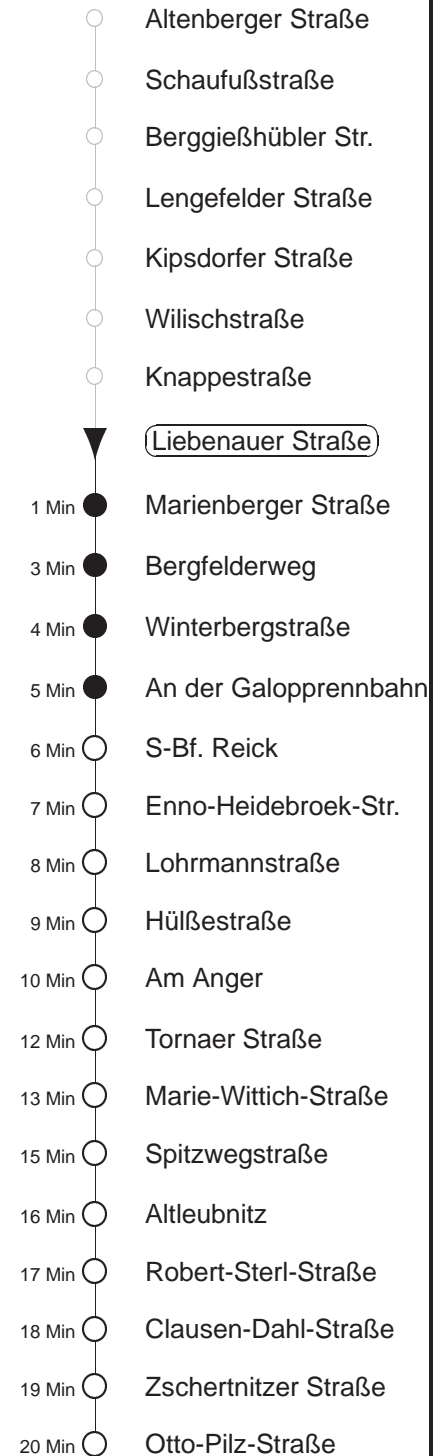 Altenberger Straße
Schaufußstraße
Berggießhübler Str.
Lengefelder Straße
Kipsdorfer Straße
Wilischstraße
Knappestraße
Liebenauer Straße
1 Min Marienberger Straße
3 Min Bergfelderweg
4 Min Winterbergstraße
5 Min An der Galopprennbahn
6 Min S-Bf. Reick
7 Min Enno-Heidebroek-Str.
8 Min Lohrmannstraße
9 Min Hülßestraße
10 Min Am Anger
12 Min Tornaer Straße
13 Min Marie-Wittich-Straße
15 Min Spitzwegstraße
16 Min Altleubnitz
17 Min Robert-Sterl-Straße
18 Min Clausen-Dahl-Straße
19 Min Zschertnitzer Straße
20 Min Otto-Pilz-Straße